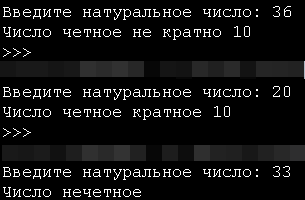 Введите натуральное число: 36
Число четное не кратно 10
>>>
Введите натуральное число: 20
Число четное кратное 10
>>>
Введите натуральное число: 33
Число нечетное